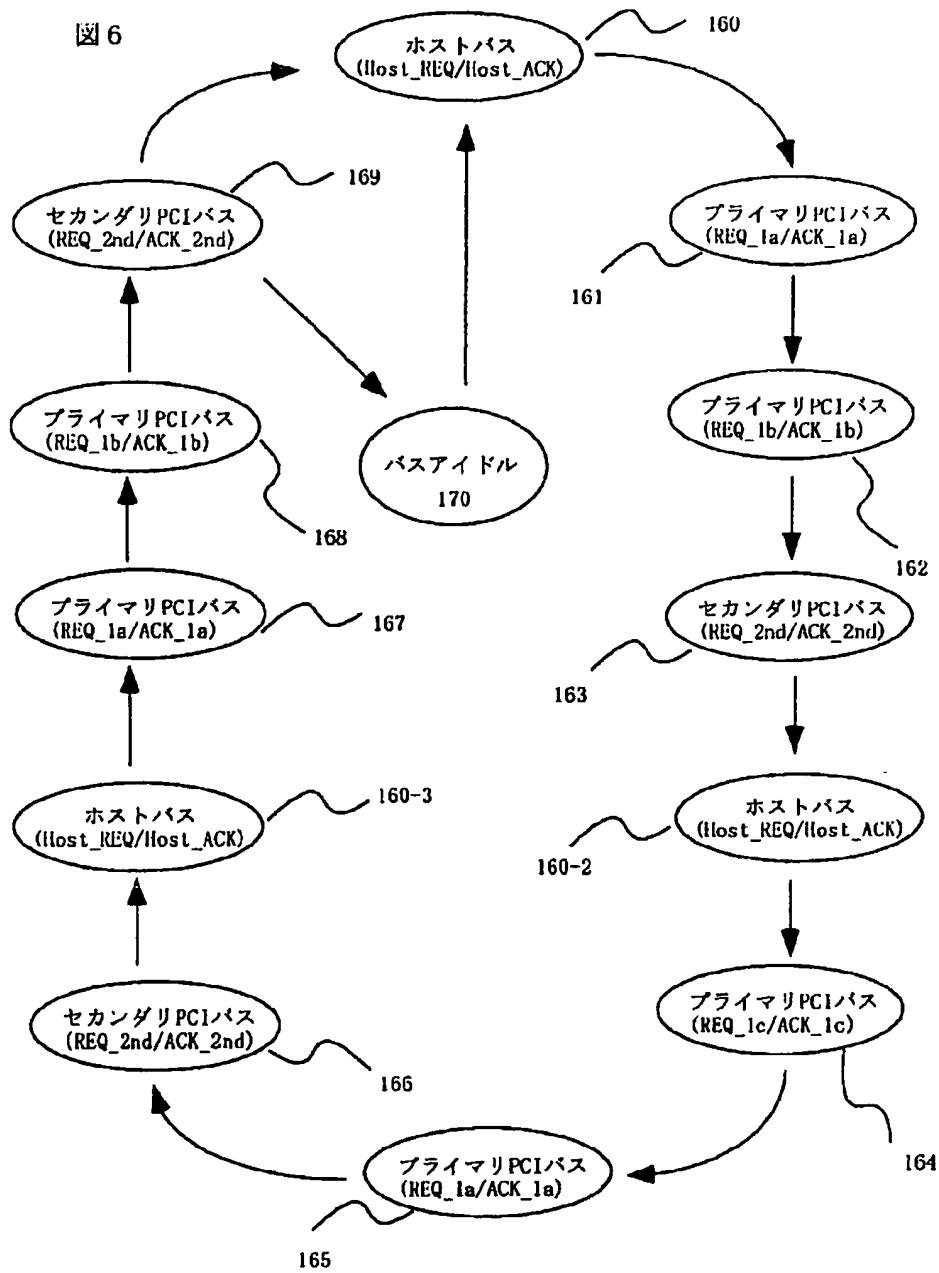 図6
ホストバス
(Host_REQ/Host_ACK)
160
セカンダリPCIバス
(REQ_2nd/ACK_2nd)
169
プライマリPCIバス
(REQ_1a/ACK_1a)
161
プライマリPCIバス
(REQ_1b/ACK_1b)
168
バスアイドル
170
プライマリPCIバス
(REQ_1b/ACK_1b)
162
プライマリPCIバス
(REQ_1a/ACK_1a)
167
セカンダリPCIバス
(REQ_2nd/ACK_2nd)
163
ホストバス
(Host_REQ/Host_ACK)
160-3
ホストバス
(Host_REQ/Host_ACK)
160-2
セカンダリPCIバス
(REQ_2nd/ACK_2nd)
166
プライマリPCIバス
(REQ_1c/ACK_1c)
164
プライマリPCIバス
(REQ_1a/ACK_1a)
165